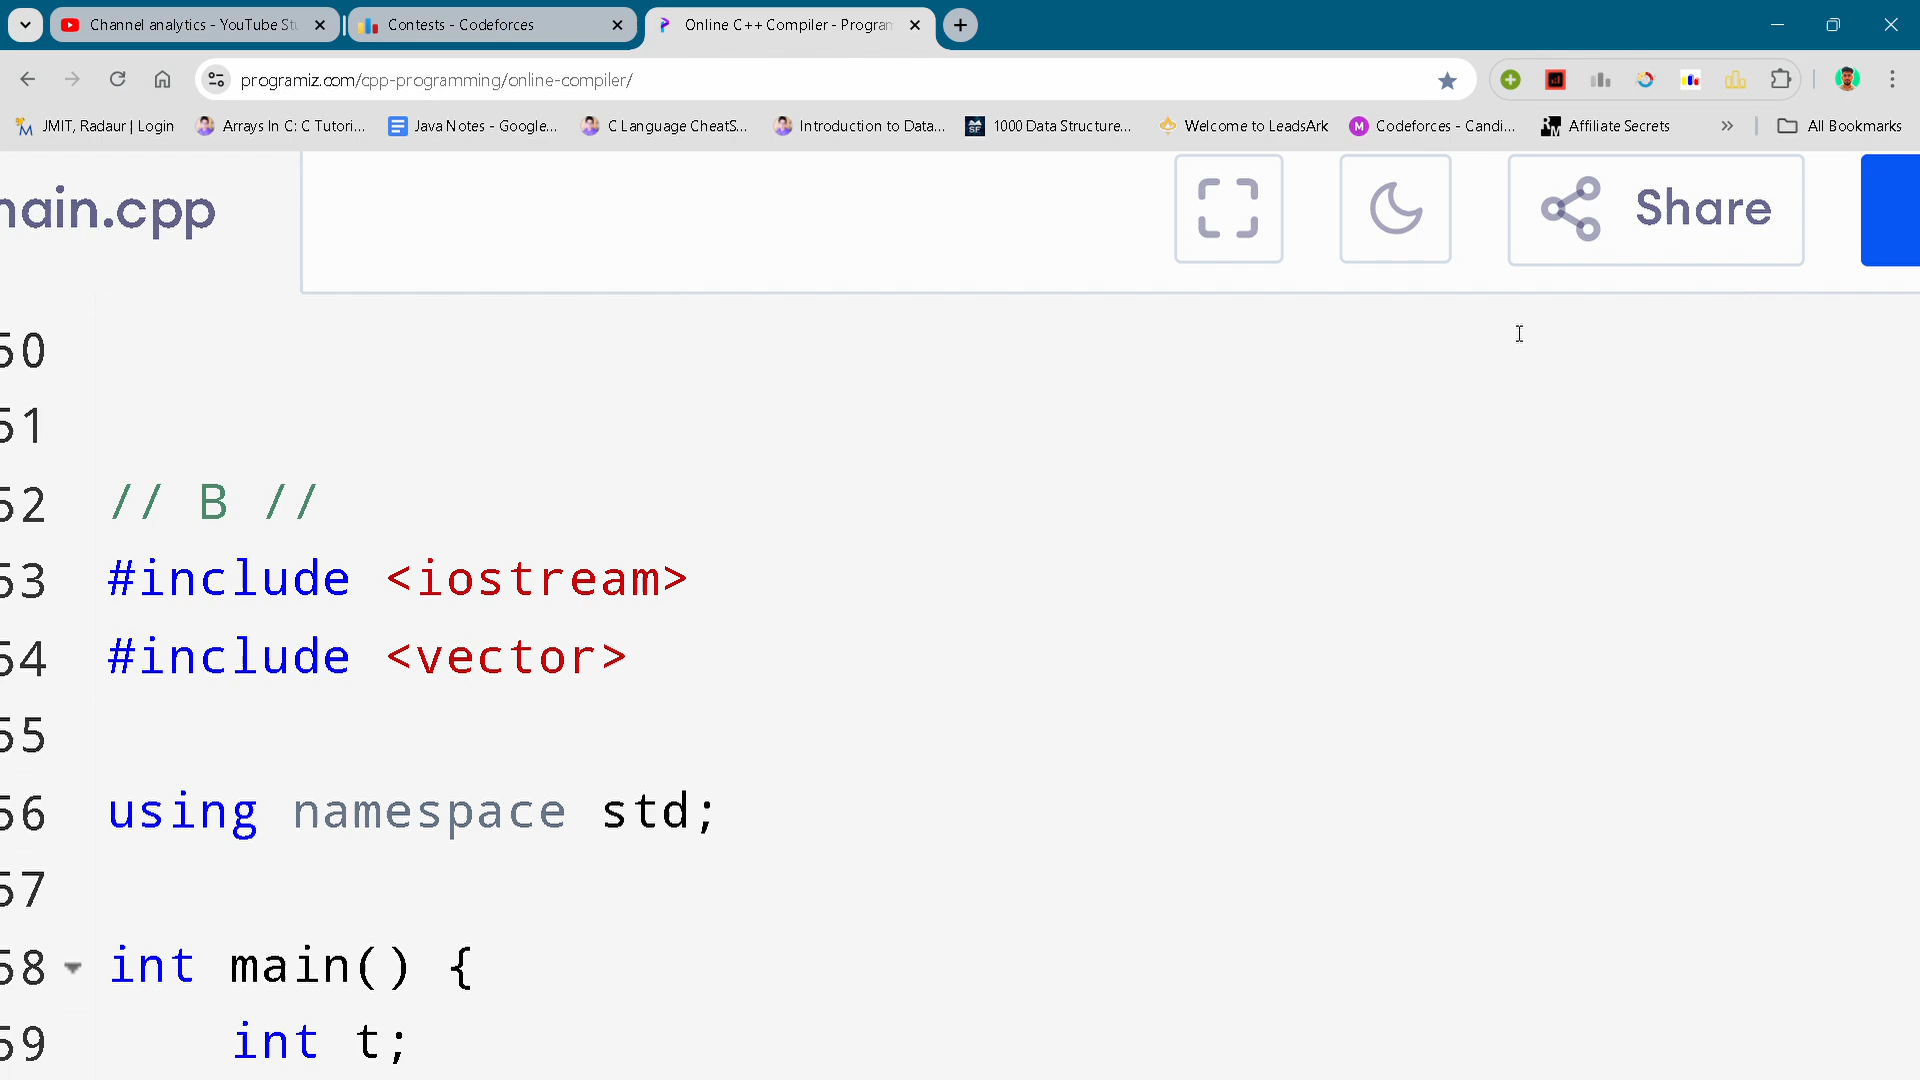 Channel analytics - YouTube Stu
Contests - Codeforces
Online C++ Compiler - Program
programiz.com/cpp-programming/online-compiler/
JMIT, Radaur | Login
Arrays In C: C Tutori...
Java Notes - Google...
C Language CheatS...
Introduction to Data...
1000 Data Structure...
Welcome to LeadsArk
Codeforces - Candi...
Affiliate Secrets
All Bookmarks
main.cpp
Share
50
51
52 // B //
53 #include <iostream>
54 #include <vector>
55
56 using namespace std;
57
58 int main() {
59 int t;